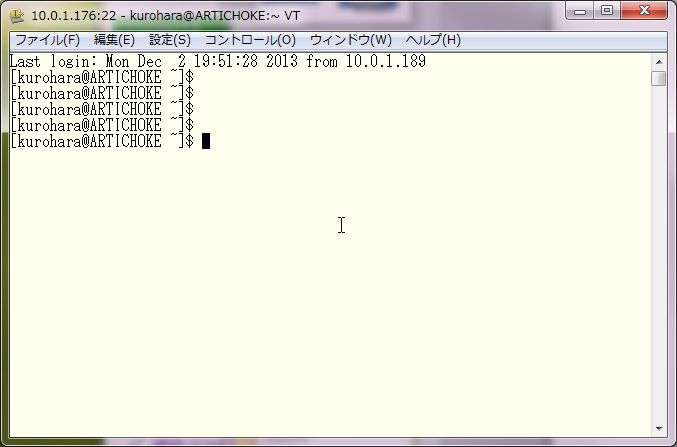 10.0.1.176:22 - kurohara@ARTICHOKE:~ VT
ファイル(F) 編集(E) 設定(S) コントロール(O) ウィンドウ(W) ヘルプ(H)
Last login: Mon Dec  2 19:51:28 2013 from 10.0.1.189
[kurohara@ARTICHOKE ~]$
[kurohara@ARTICHOKE ~]$
[kurohara@ARTICHOKE ~]$
[kurohara@ARTICHOKE ~]$
[kurohara@ARTICHOKE ~]$